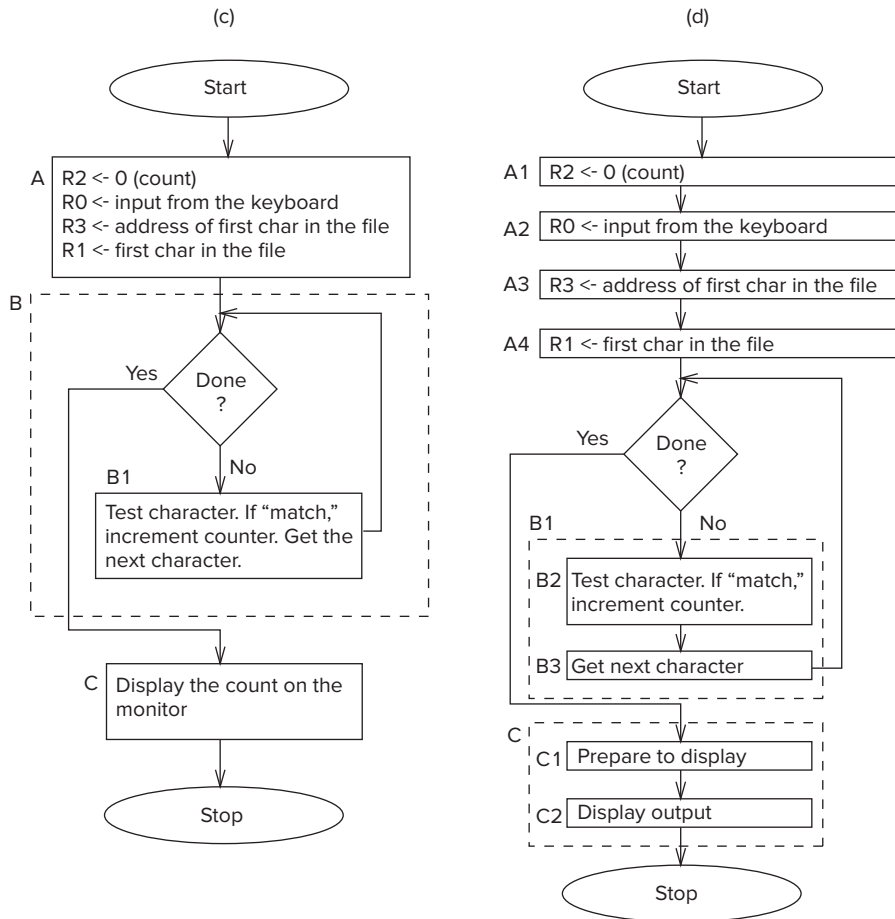 (c)
Start
A
R2 <- 0 (count)
R0 <- input from the keyboard
R3 <- address of first char in the file
R1 <- first char in the file
B
Yes
Done
?
No
B1
Test character. If “match,”
increment counter. Get the
next character.
C
Display the count on the
monitor
Stop
(d)
Start
A1 R2 <- 0 (count)
A2 R0 <- input from the keyboard
A3 R3 <- address of first char in the file
A4 R1 <- first char in the file
Yes
Done
?
No
B1
B2 Test character. If “match,”
increment counter.
B3 Get next character
C
C1 Prepare to display
C2 Display output
Stop